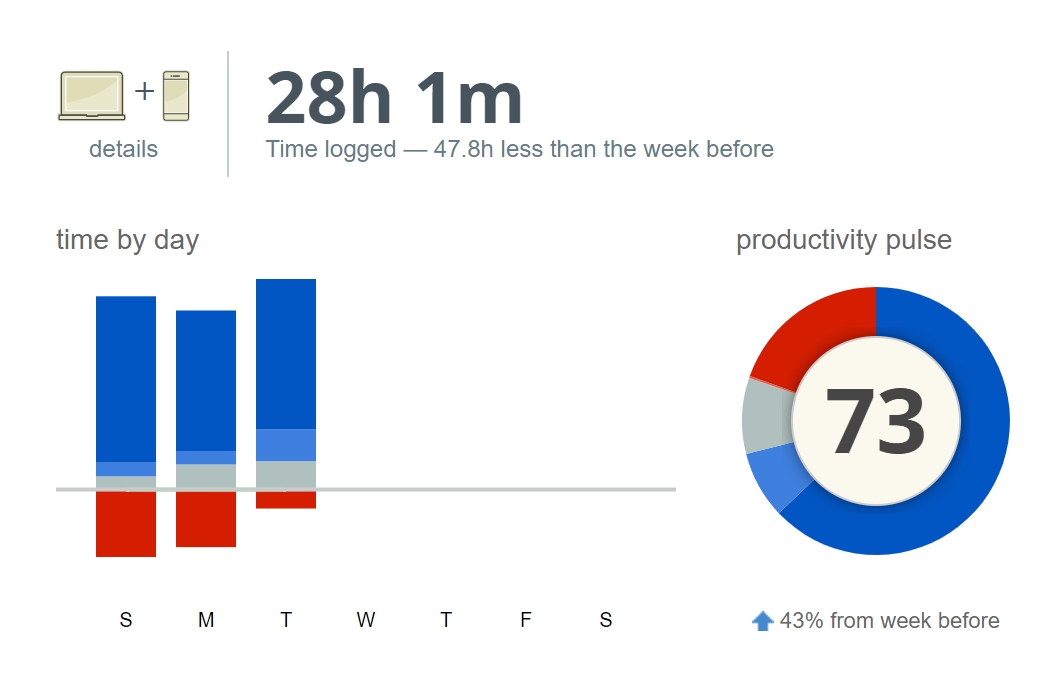 28h 1m
+
details
Time logged — 47.8h less than the week before
time by day
productivity pulse
73
S M T W T F S
43% from week before